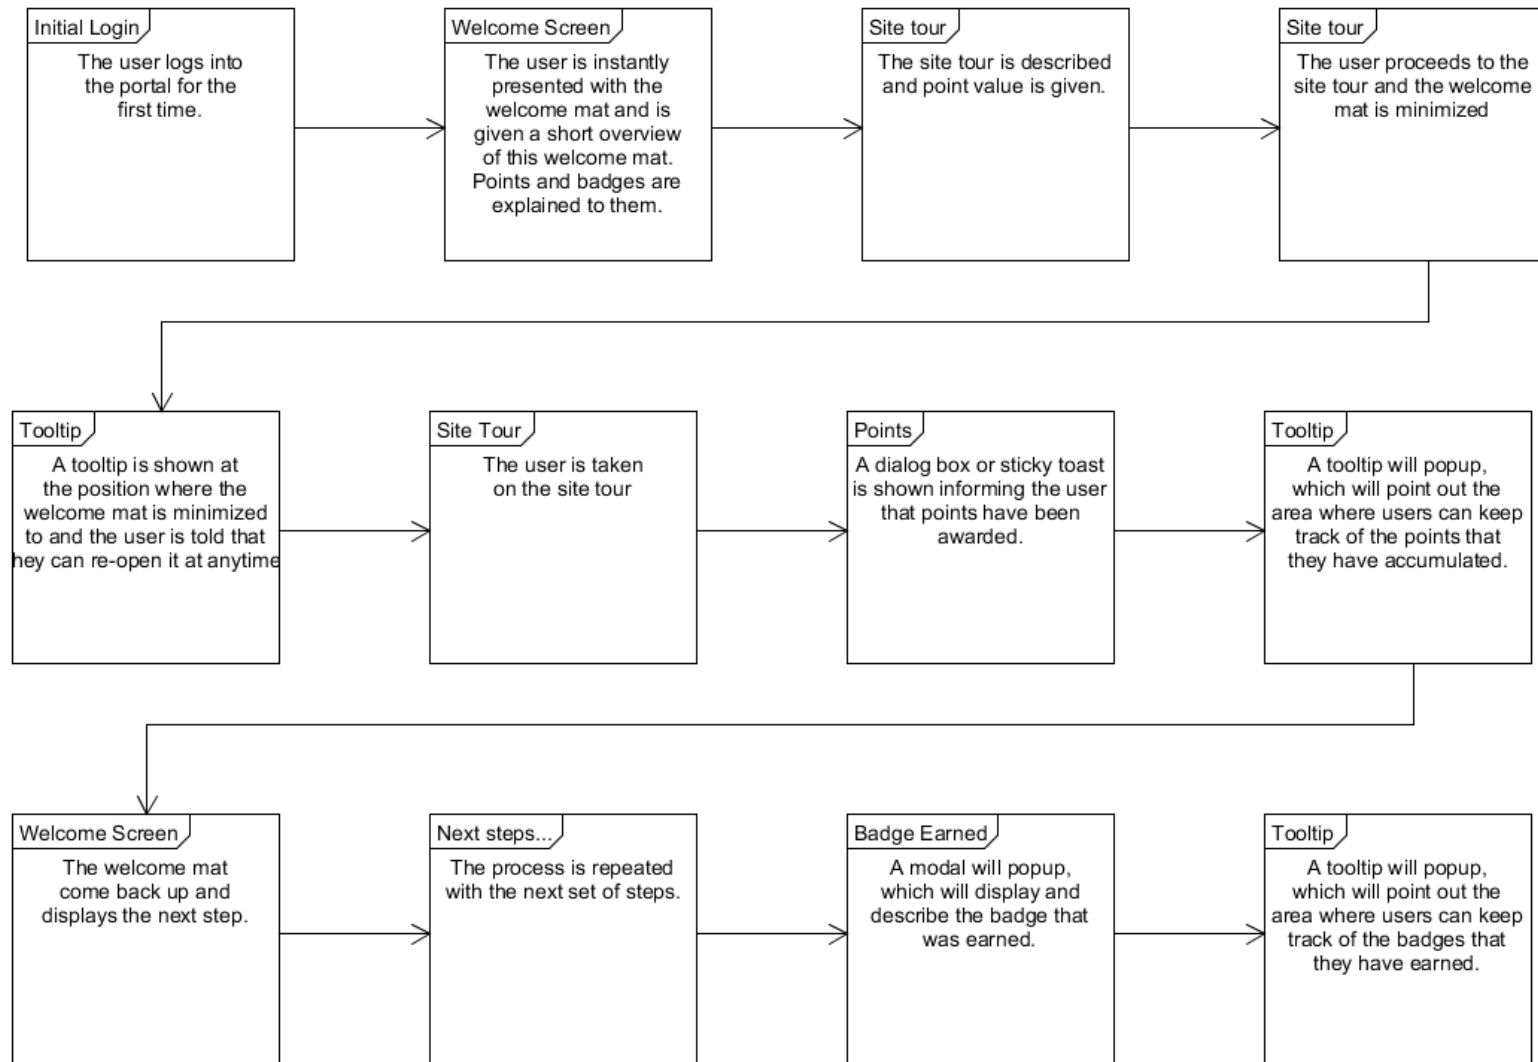 Initial Login
The user logs into
the portal for the
first time.
Welcome Screen
The user is instantly
presented with the
welcome mat and is
given a short overview
of this welcome mat.
Points and badges are
explained to them.
Site tour
The site tour is described
and point value is given.
Site tour
The user proceeds to the
site tour and the welcome
mat is minimized
Tooltip
A tooltip is shown at
the position where the
welcome mat is minimized
to and the user is told that
hey can re-open it at anytime
Site Tour
The user is taken
on the site tour
Points
A dialog box or sticky toast
is shown informing the user
that points have been
awarded.
Tooltip
A tooltip will popup,
which will point out the
area where users can keep
track of the points that
they have accumulated.
Welcome Screen
The welcome mat
come back up and
displays the next step.
Next steps...
The process is repeated
with the next set of steps.
Badge Earned
A modal will popup,
which will display and
describe the badge that
was earned.
Tooltip
A tooltip will popup,
which will point out the
area where users can keep
track of the badges that
they have earned.